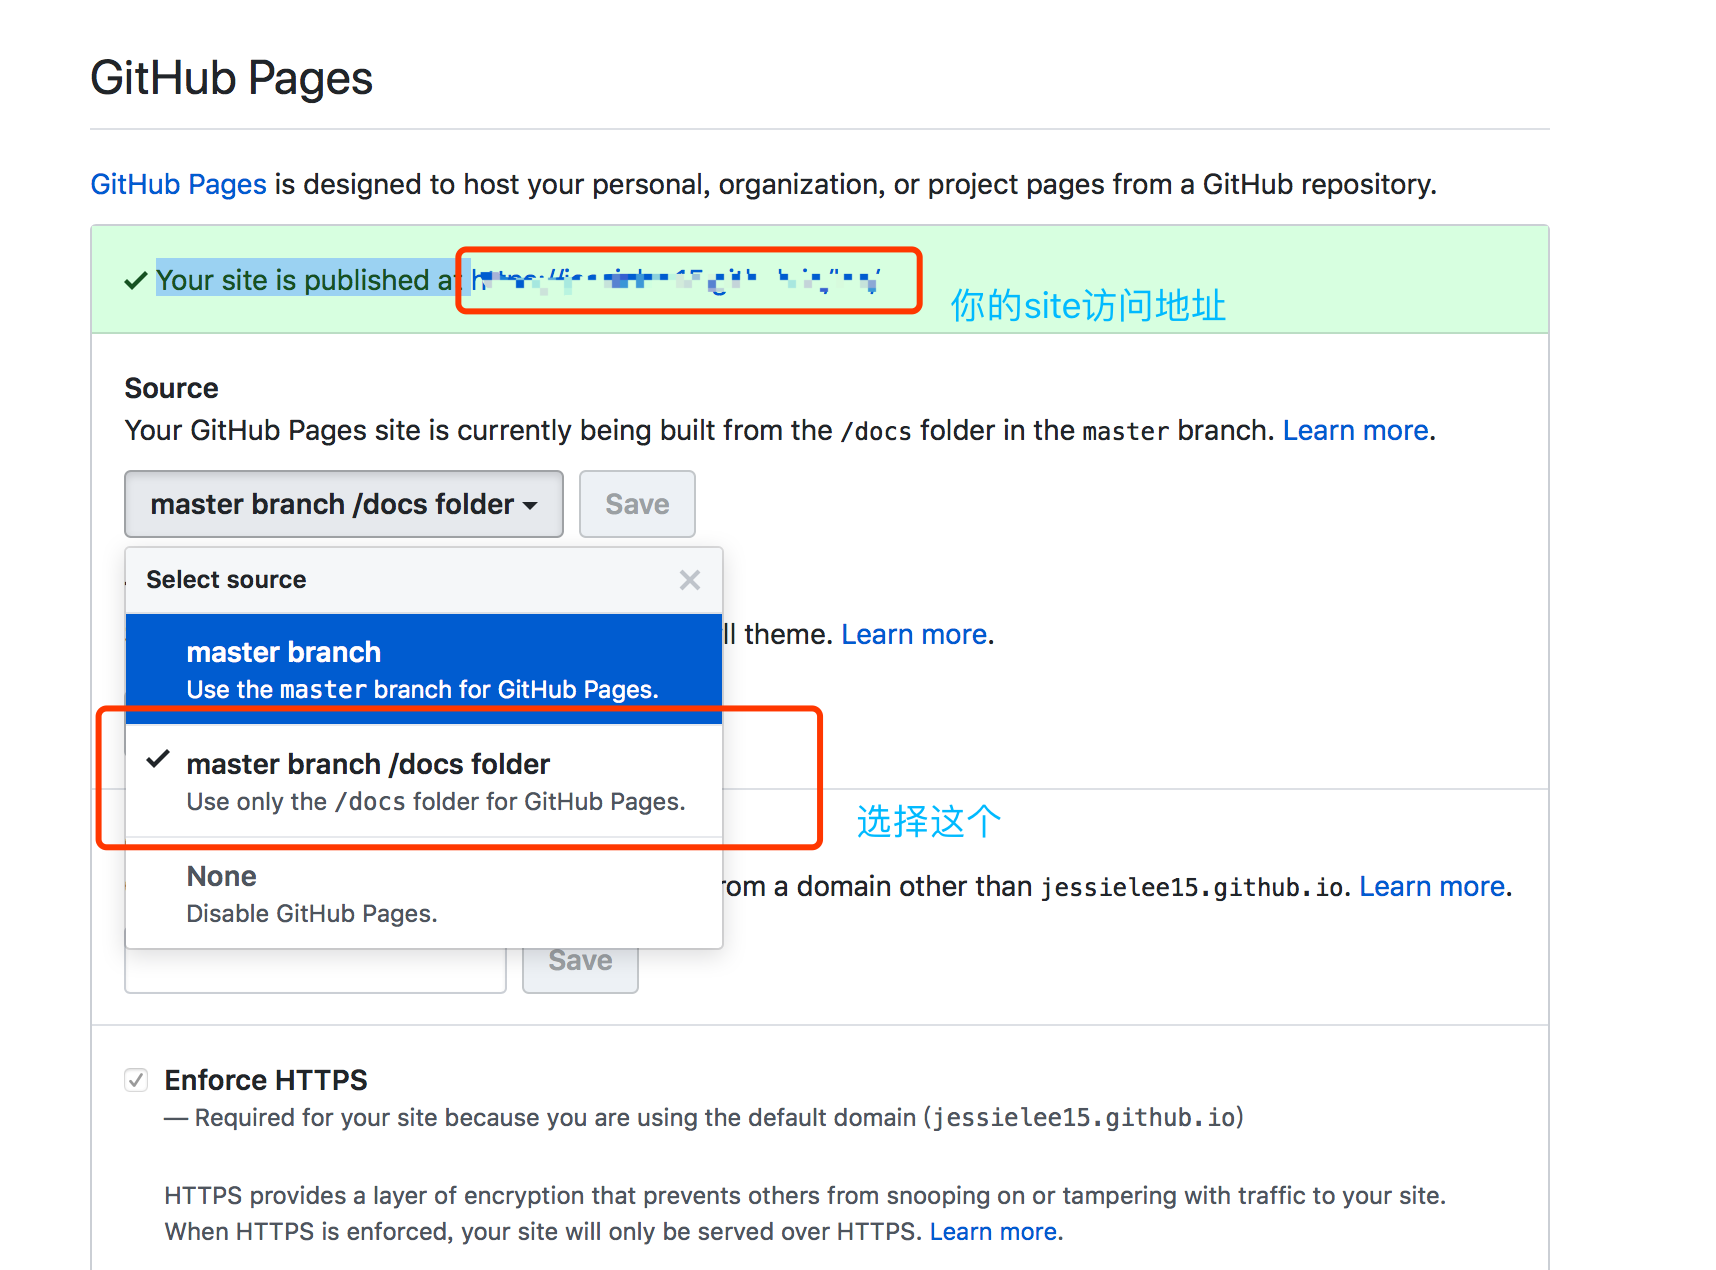 GitHub Pages
GitHub Pages is designed to host your personal, organization, or project pages from a GitHub repository.
Your site is published at
你的site访问地址
Source
Your GitHub Pages site is currently being built from the /docs folder in the master branch. Learn more.
master branch /docs folder
Save
Select source
master branch
Use the master branch for GitHub Pages.
theme. Learn more.
master branch /docs folder
Use only the /docs folder for GitHub Pages.
选择这个
None
Disable GitHub Pages.
a domain other than jessielee15.github.io. Learn more.
Save
Enforce HTTPS
— Required for your site because you are using the default domain (jessielee15.github.io)
HTTPS provides a layer of encryption that prevents others from snooping on or tampering with traffic to your site.
When HTTPS is enforced, your site will only be served over HTTPS. Learn more.